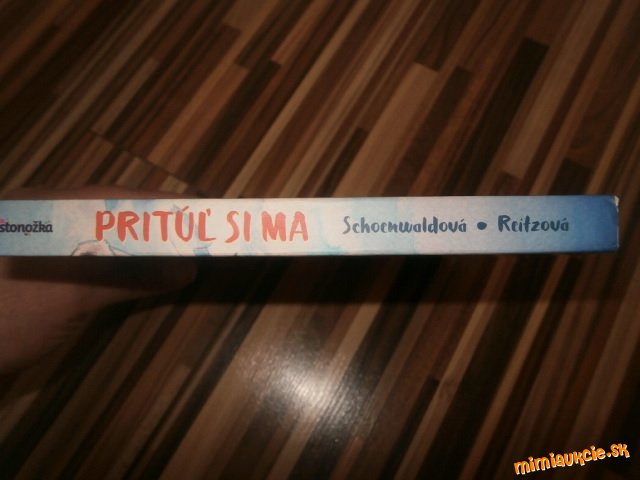 stonožka PRITÚĽ SI MA Schoenwaldová • Reitzová
mimiaukcie.sk